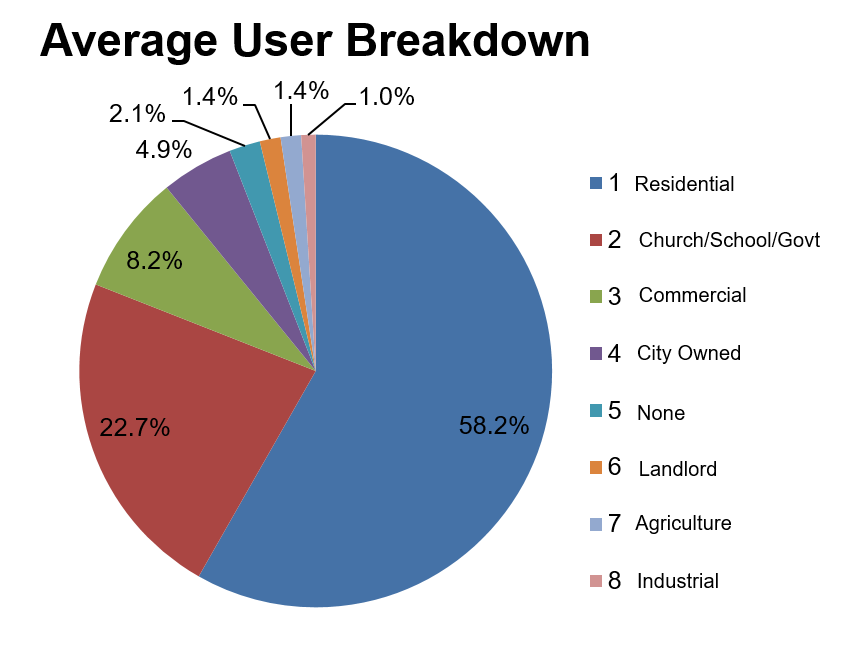 Average User Breakdown
1.4%
1.4%
1.0%
2.1%
4.9%
8.2%
22.7%
58.2%
1 Residential
2 Church/School/Govt
3 Commercial
4 City Owned
5 None
6 Landlord
7 Agriculture
8 Industrial